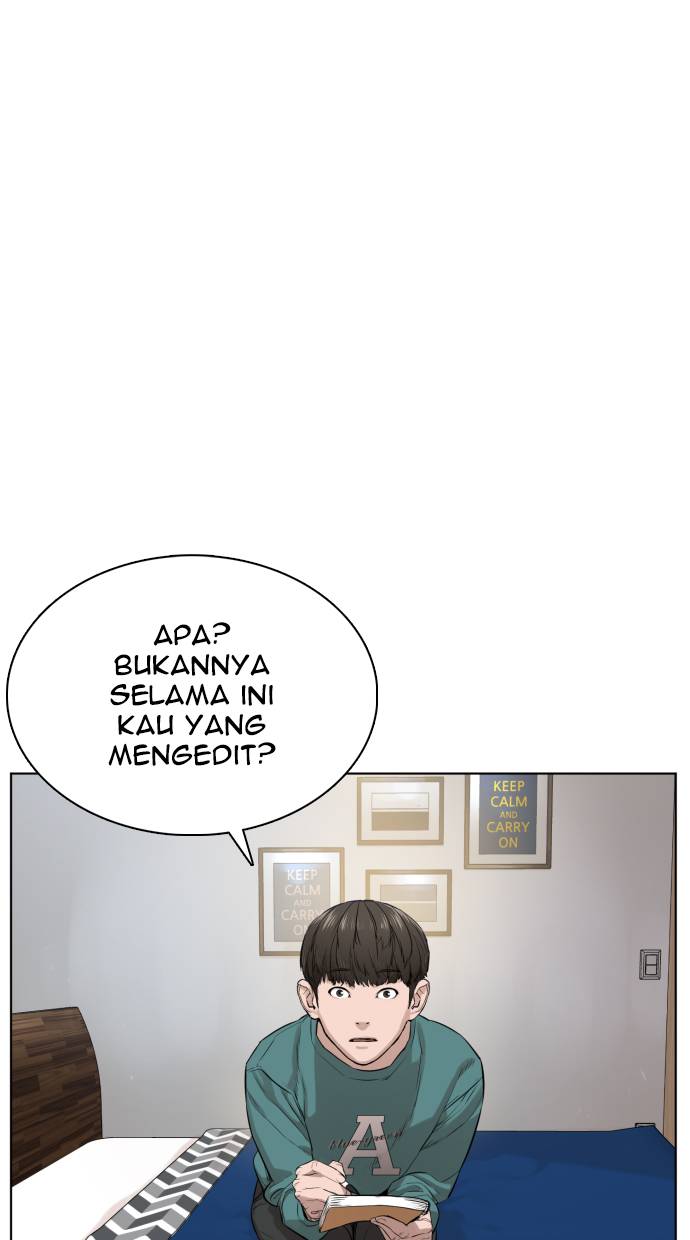 APA?
BUKANNYA
SELAMA INI
KAU YANG
MENGEDIT?
KEEP
CALM
AND
CARRY
ON
KEEP
CALM
AND
CARRY
ON
A